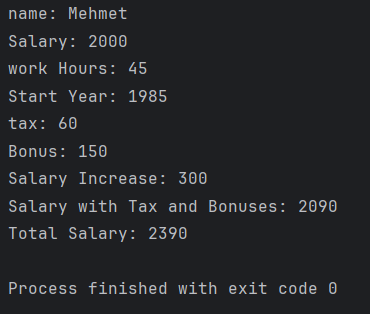 name: Mehmet
Salary: 2000
work Hours: 45
Start Year: 1985
tax: 60
Bonus: 150
Salary Increase: 300
Salary with Tax and Bonuses: 2090
Total Salary: 2390
Process finished with exit code 0